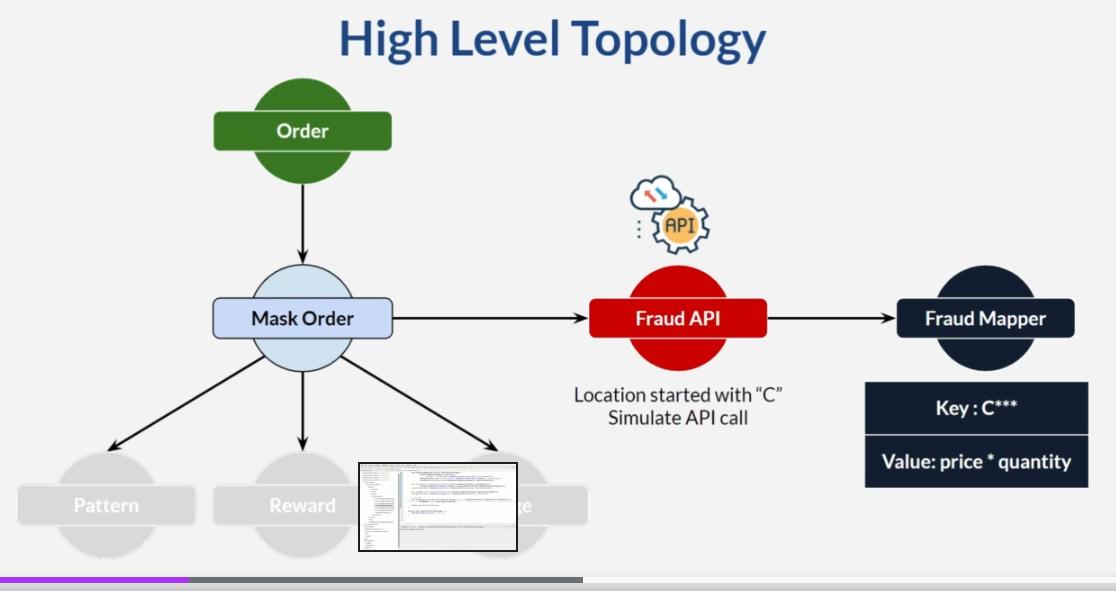 High Level Topology
Order
API
Mask Order
Fraud API
Fraud Mapper
Location started with “C”
Simulate API call
Key : C***
Value: price * quantity
Pattern
Reward
ge